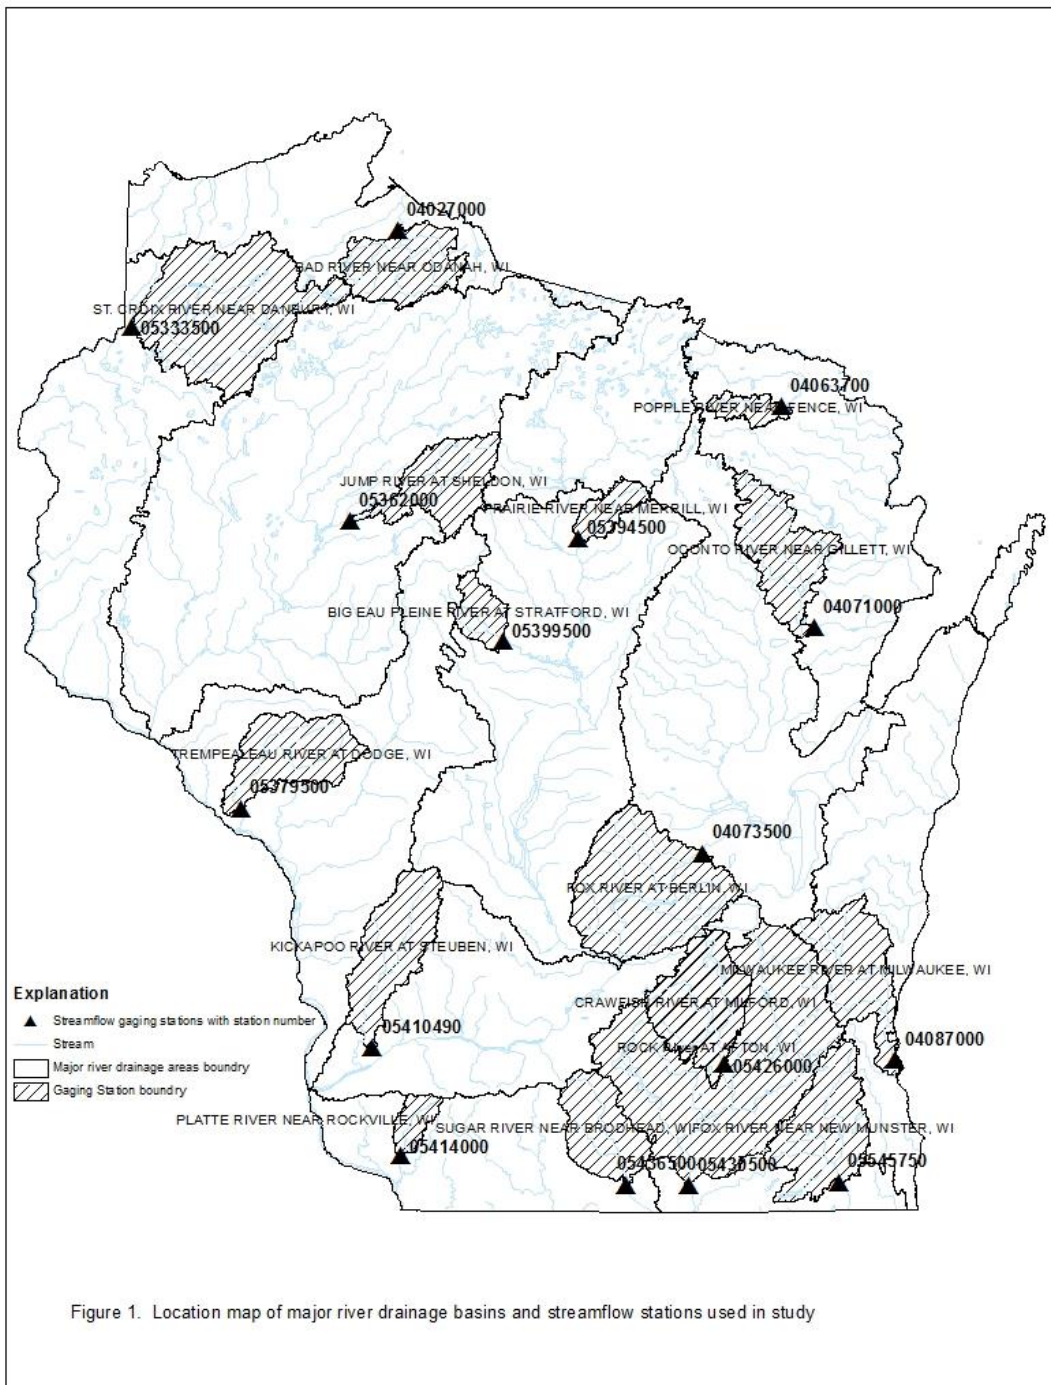 04027000
BAD RIVER NEAR ODANAH, WI
ST. CROIX RIVER NEAR DANBURY, WI
05333500
04063700
POPPLE RIVER NEAR FENCE, WI
JUMP RIVER AT SHELDON, WI
05362000
PRAIRIE RIVER NEAR MERRILL, WI
05394500
OCONTO RIVER NEAR GILLETT, WI
04071000
BIG EAU PLEINE RIVER AT STRATFORD, WI
05399500
TREMPEALEAU RIVER AT DODGE, WI
05379500
04073500
FOX RIVER AT BERLIN, WI
KICKAPOO RIVER AT STEUBEN, WI
MILWAUKEE RIVER AT MILWAUKEE, WI
CRAWFISH RIVER AT MILFORD, WI
Explanation
Streamflow gaging stations with station number
Stream
Major river drainage areas boundry
Gaging Station boundry
05410490
ROCK River AT AFTON, WI
05426000
04087000
PLATTE RIVER NEAR ROCKVILLE, WI
05414000
SUGAR RIVER NEAR BRODHEAD, WI
FOX RIVER NEAR NEW MUNSTER, WI
05436500
05430500
05545750
Figure 1. Location map of major river drainage basins and streamflow stations used in study